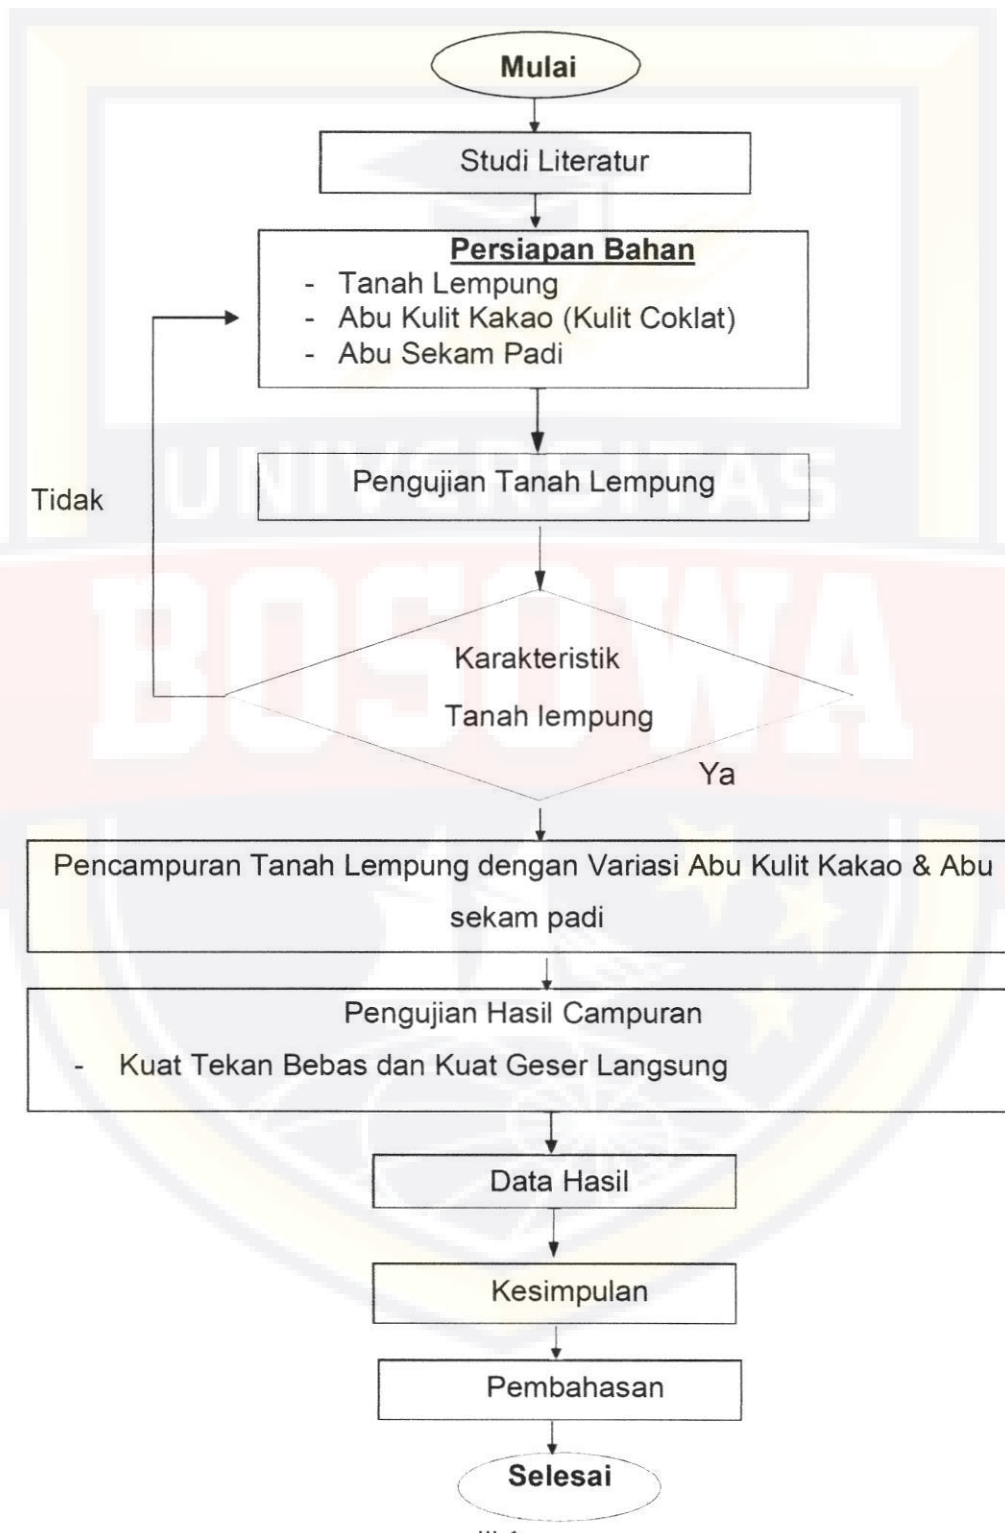 Mulai
Studi Literatur
Persiapan Bahan
- Tanah Lempung
- Abu Kulit Kakao (Kulit Coklat)
- Abu Sekam Padi
Tidak
UNIVERSITAS
Pengujian Tanah Lempung
BOSOWA
Karakteristik
Tanah lempung
Ya
Pencampuran Tanah Lempung dengan Variasi Abu Kulit Kakao & Abu
sekam padi
Pengujian Hasil Campuran
- Kuat Tekan Bebas dan Kuat Geser Langsung
Data Hasil
Kesimpulan
Pembahasan
Selesai